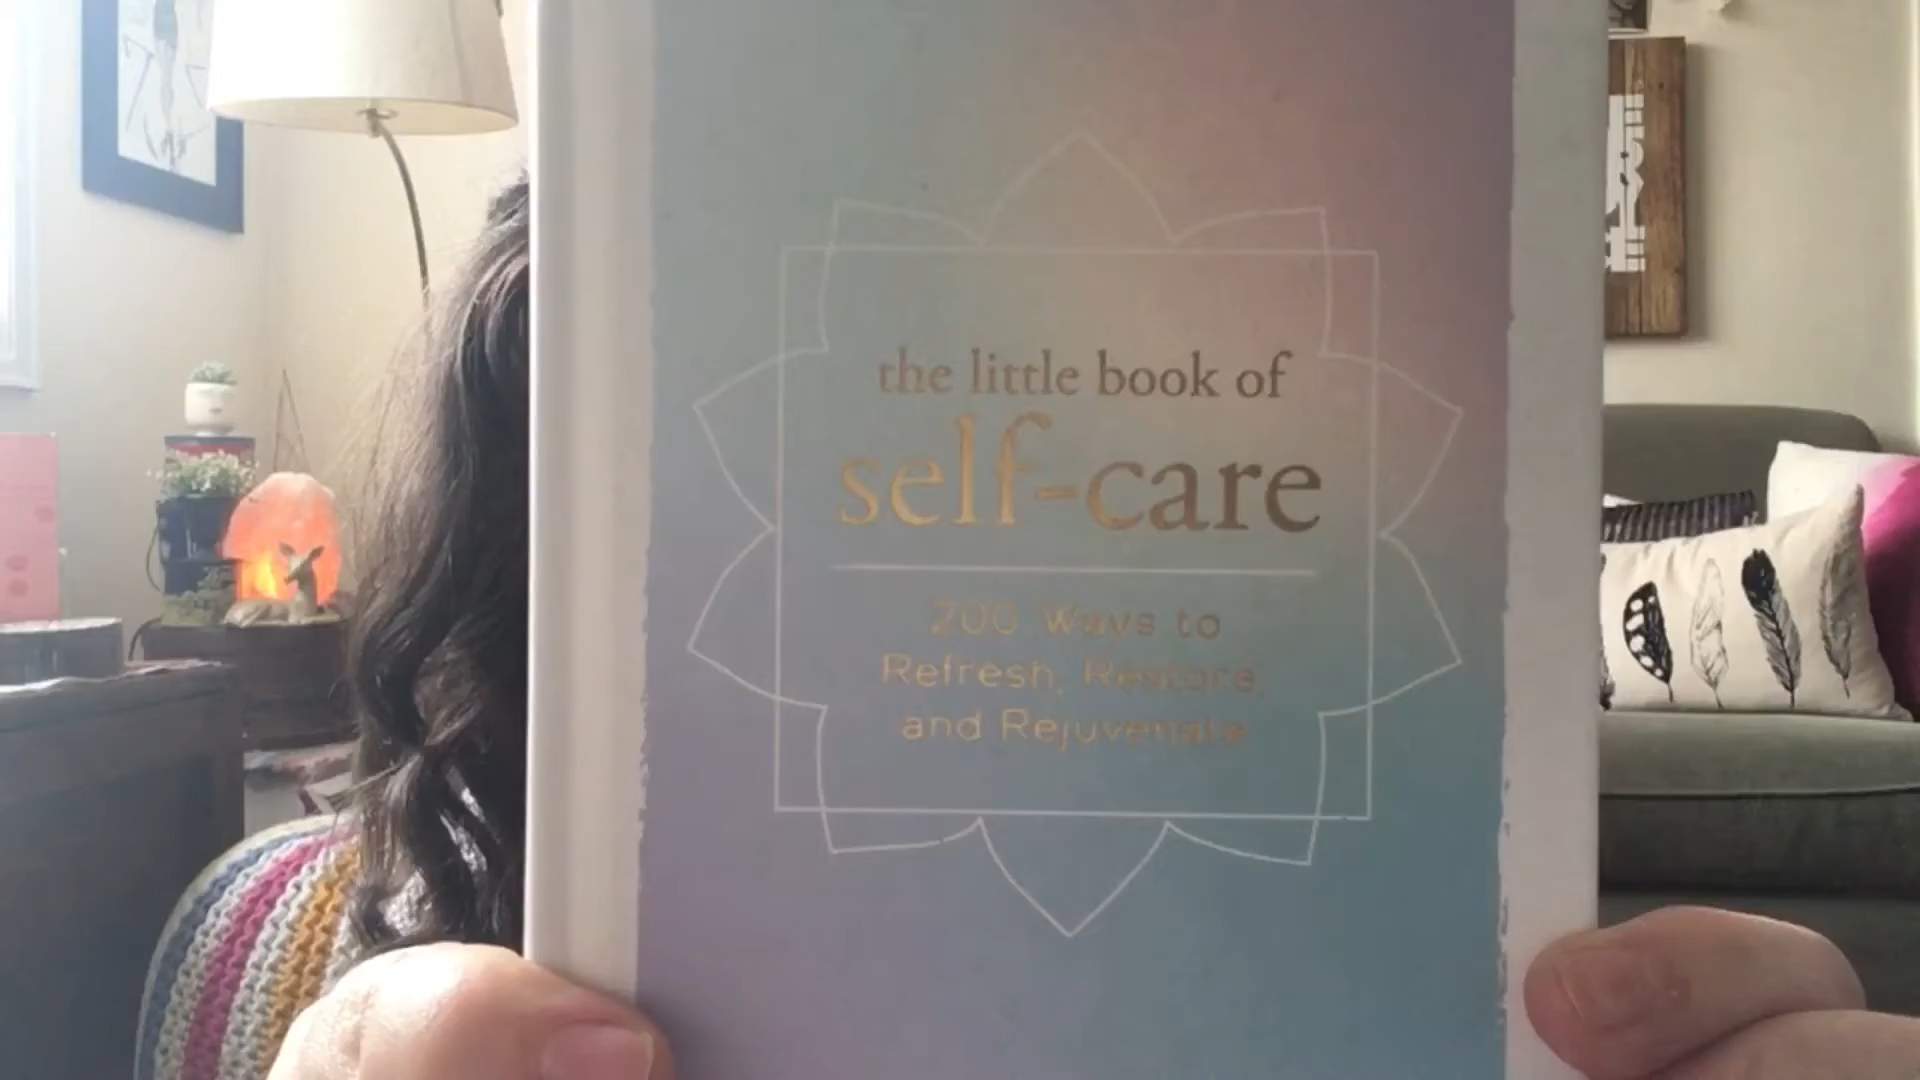 the little book of
self-care
200 Ways to
Refresh, Restore,
and Rejuvenate